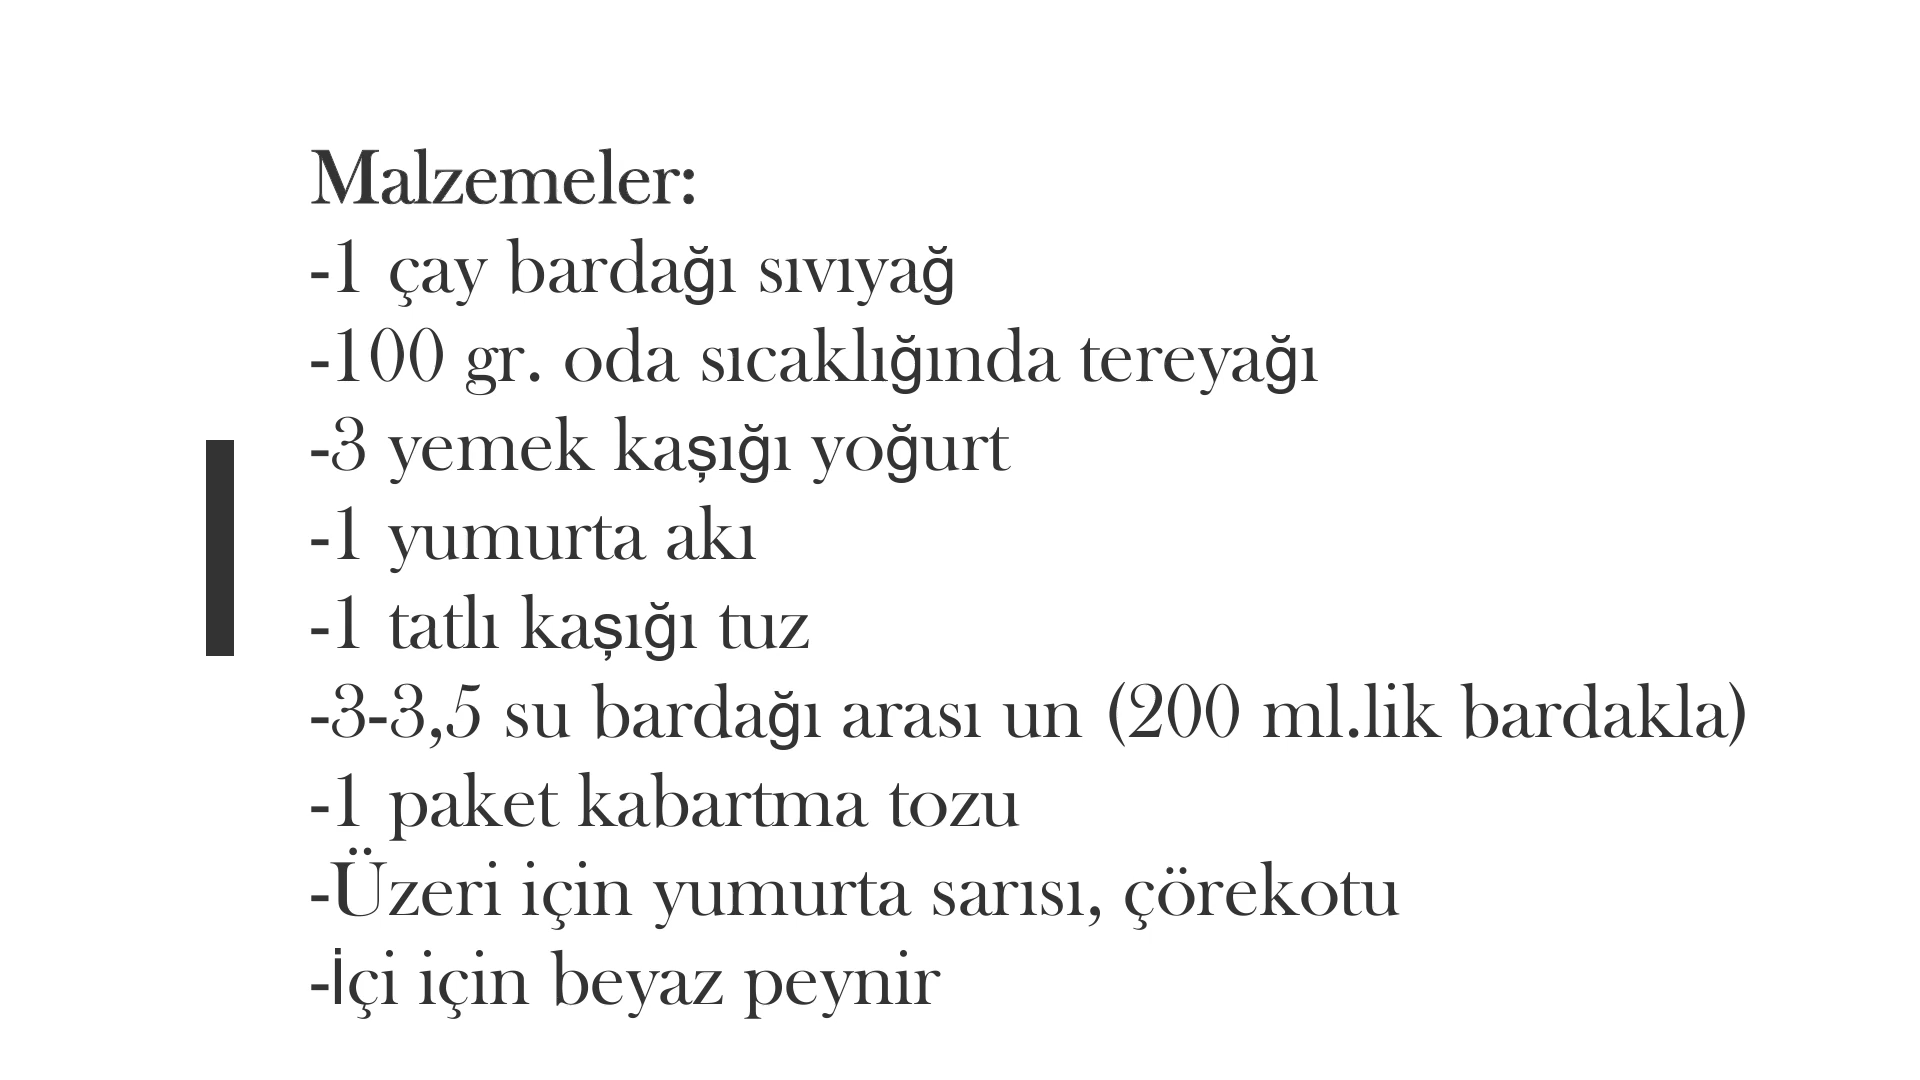 Malzemeler:
-1 çay bardağı sıvıyağ
-100 gr. oda sıcaklığında tereyağı
-3 yemek kaşığı yoğurt
-1 yumurta akı
-1 tatlı kaşığı tuz
-3-3,5 su bardağı arası un (200 ml.lik bardakla)
-1 paket kabartma tozu
-Üzeri için yumurta sarısı, çörekotu
-İçi için beyaz peynir